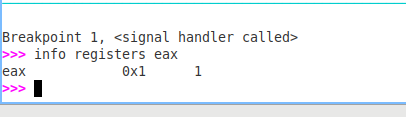 Breakpoint 1, <signal handler called>
>>> info registers eax
eax            0x1      1
>>>